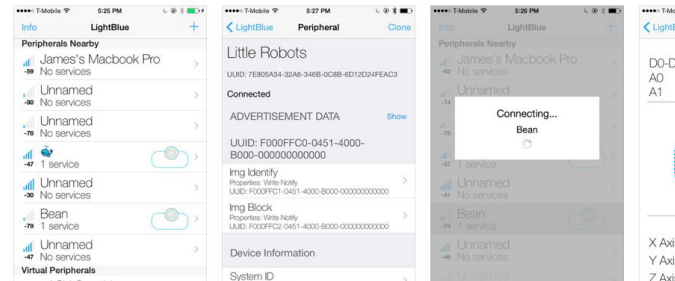 T-Mobile 5:25 PM
Info LightBlue +
Peripherals Nearby
James's Macbook Pro
-59 No services
Unnamed
-80 No services
Unnamed
-78 No services
-47 1 service
Unnamed
-30 No services
Bean
-79 1 service
Unnamed
-47 No services
Virtual Peripherals
T-Mobile 5:27 PM
LightBlue Peripheral Clone
Little Robots
UUID: 7E805A34-32A6-346B-0C8B-6D12D24FEAC3
Connected
ADVERTISEMENT DATA Show
UUID: F000FFC0-0451-4000-
B000-000000000000
Img Identify
Properties: Write Notify
UUID: F000FFC1-0451-4000-B000-000000000000
Img Block
Properties: Write Notify
UUID: F000FFC2-0451-4000-B000-000000000000
Device Information
System ID
T-Mobile 5:26 PM
Info LightBlue +
Peripherals Nearby
James's Macbook Pro
No services
Unnamed
Connecting...
Bean
1 service
Unnamed
No services
Bean
1 service
Unnamed
No services
A0
A1